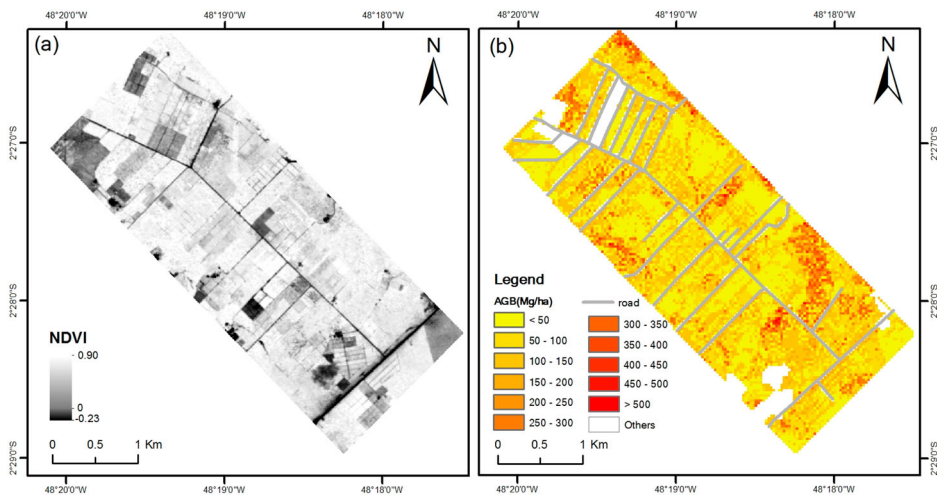 48°20'0"W 48°19'0"W 48°18'0"W
48°20'0"W 48°19'0"W 48°18'0"W
(a)
N
(b)
N
2°27'0"S
2°27'0"S
2°28'0"S
2°28'0"S
2°29'0"S
2°29'0"S
NDVI
0.90
0
-0.23
0 0.5 1 Km
Legend
AGB(Mg/ha)
road
< 50
300 - 350
50 - 100
350 - 400
100 - 150
400 - 450
150 - 200
450 - 500
200 - 250
> 500
250 - 300
Others
0 0.5 1 Km
48°20'0"W 48°19'0"W 48°18'0"W
48°20'0"W 48°19'0"W 48°18'0"W